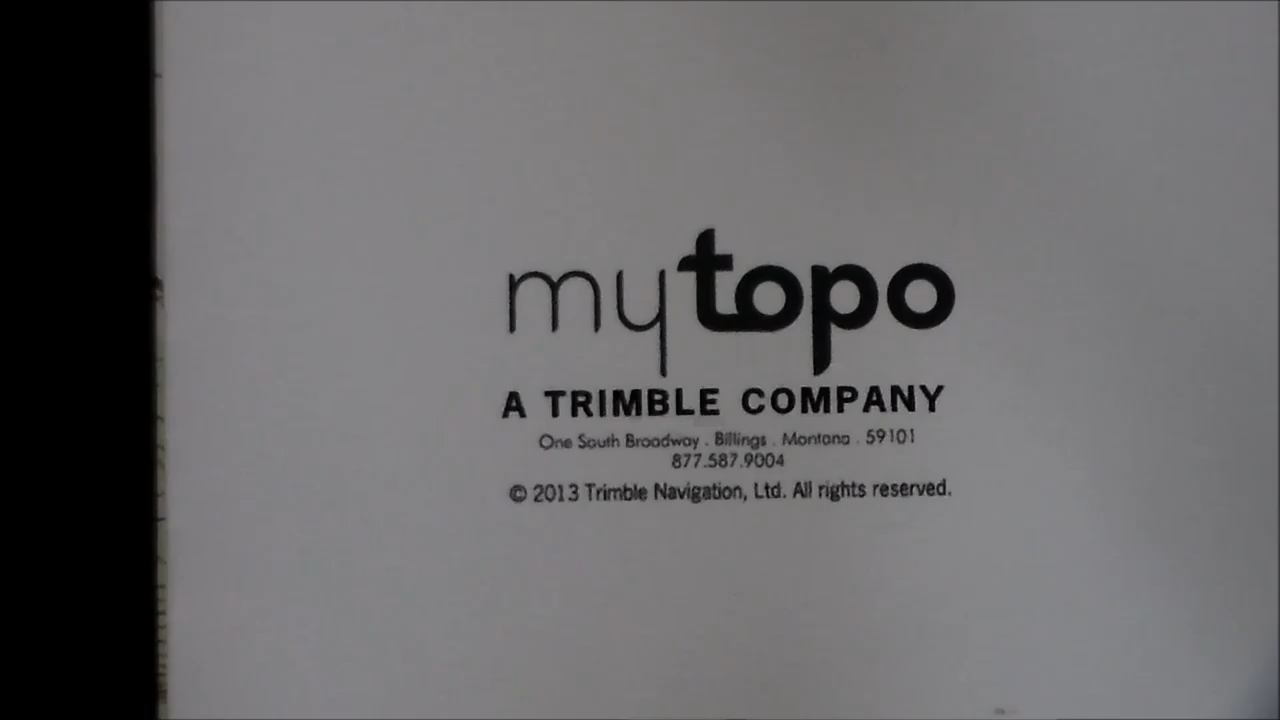 mytopo
A TRIMBLE COMPANY
One South Broadway . Billings . Montana . 59101
877.587.9004
© 2013 Trimble Navigation, Ltd. All rights reserved.